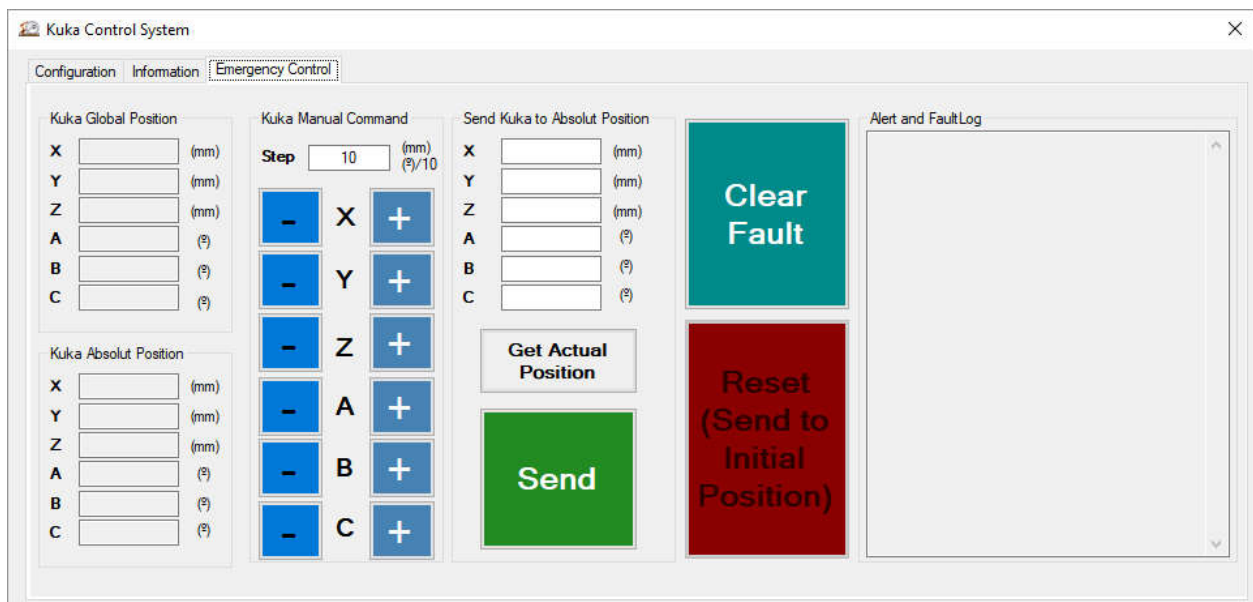 Kuka Control System
Configuration Information Emergency Control
Kuka Global Position
X (mm)
Y (mm)
Z (mm)
A (º)
B (º)
C (º)
Kuka Absolut Position
X (mm)
Y (mm)
Z (mm)
A (º)
B (º)
C (º)
Kuka Manual Command
Step 10 (mm)
(º)/10
- X +
- Y +
- Z +
- A +
- B +
- C +
Send Kuka to Absolut Position
X (mm)
Y (mm)
Z (mm)
A (º)
B (º)
C (º)
Get Actual
Position
Send
Clear
Fault
Reset
(Send to
Initial
Position)
Alert and FaultLog